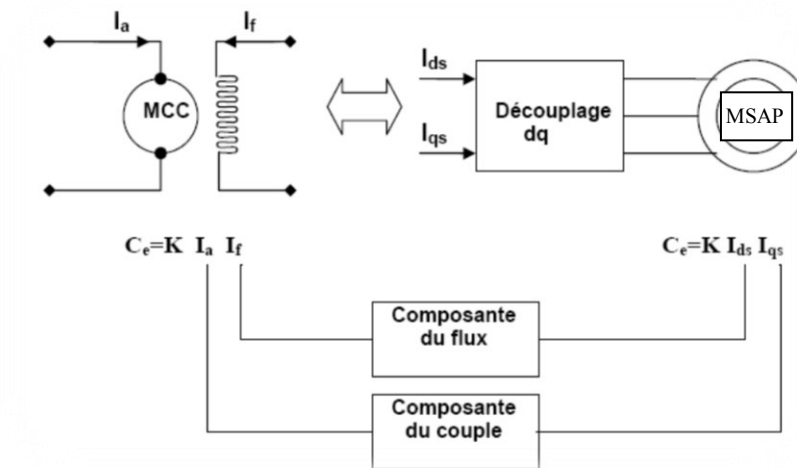 Ia
If
MCC
Ids
Iqs
Découplage
dq
MSAP
Ce=K Ia If
Ce=K Ids Iqs
Composante
du flux
Composante
du couple